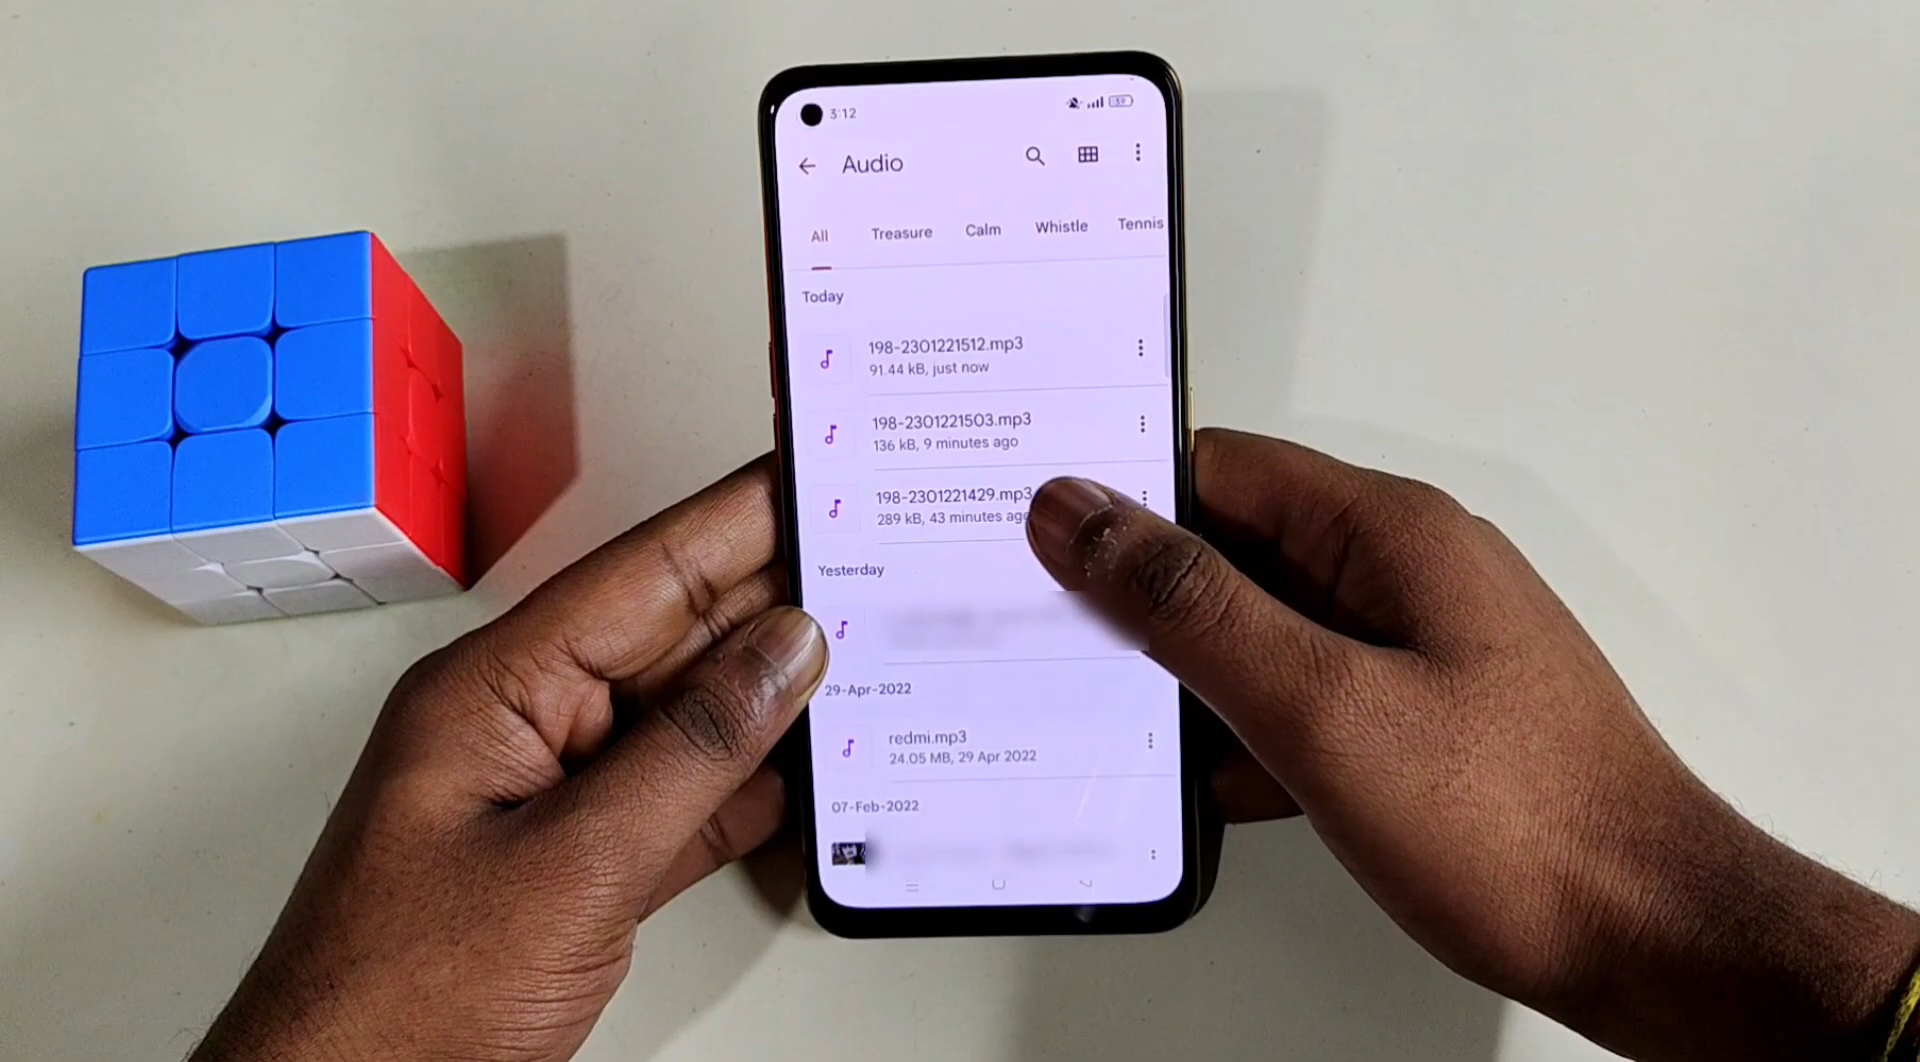 3:12
59
Audio
All Treasure Calm Whistle Tennis
Today
198-2301221512.mp3
91.44 kB, just now
198-2301221503.mp3
136 kB, 9 minutes ago
198-2301221429.mp3
289 kB, 43 minutes ago
Yesterday
29-Apr-2022
redmi.mp3
24.05 MB, 29 Apr 2022
07-Feb-2022